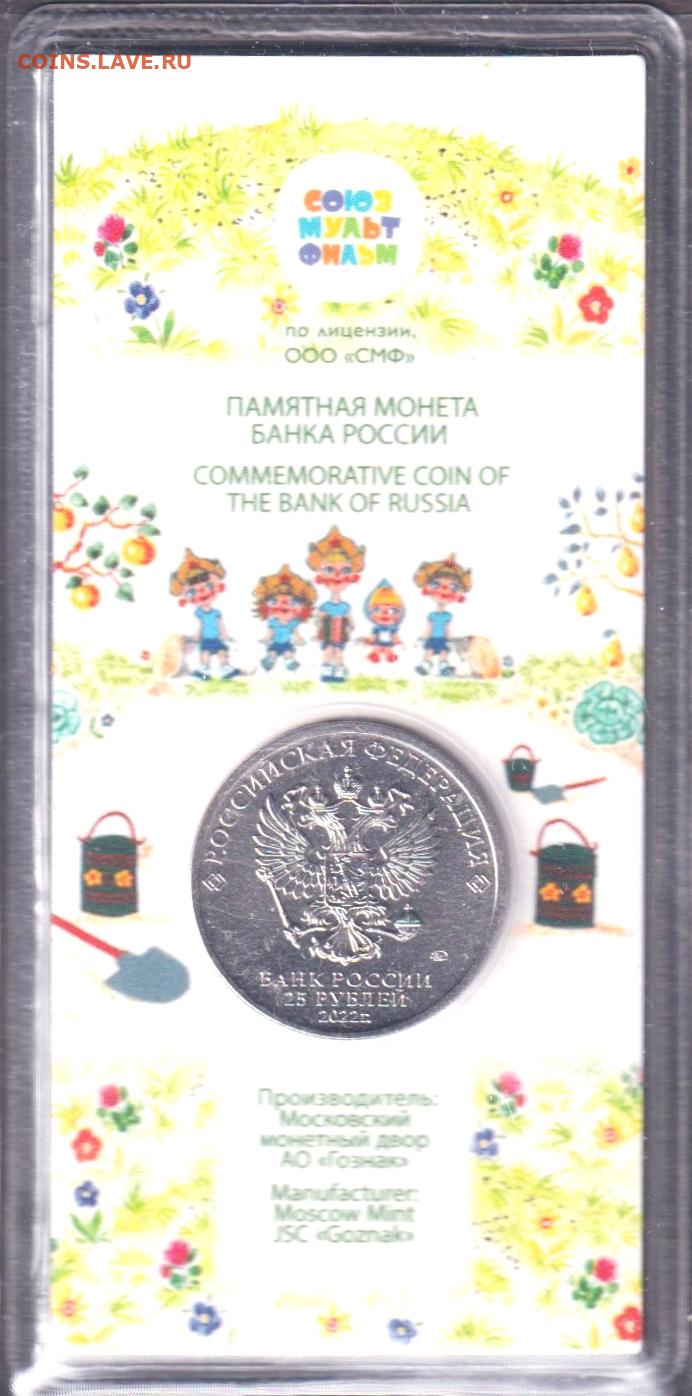 COINS.LAVE.RU
СОЮЗ
МУЛЬТ
ФИЛЬМ
по лицензии,
ООО «СМФ»
ПАМЯТНАЯ МОНЕТА
БАНКА РОССИИ
COMMEMORATIVE COIN OF
THE BANK OF RUSSIA
РОССИЙСКАЯ ФЕДЕРАЦИЯ
БАНК РОССИИ
25 РУБЛЕЙ
2022г.
Производитель:
Московский
монетный двор
АО «Гознак»
Manufacturer:
Moscow Mint
JSC «Goznak»